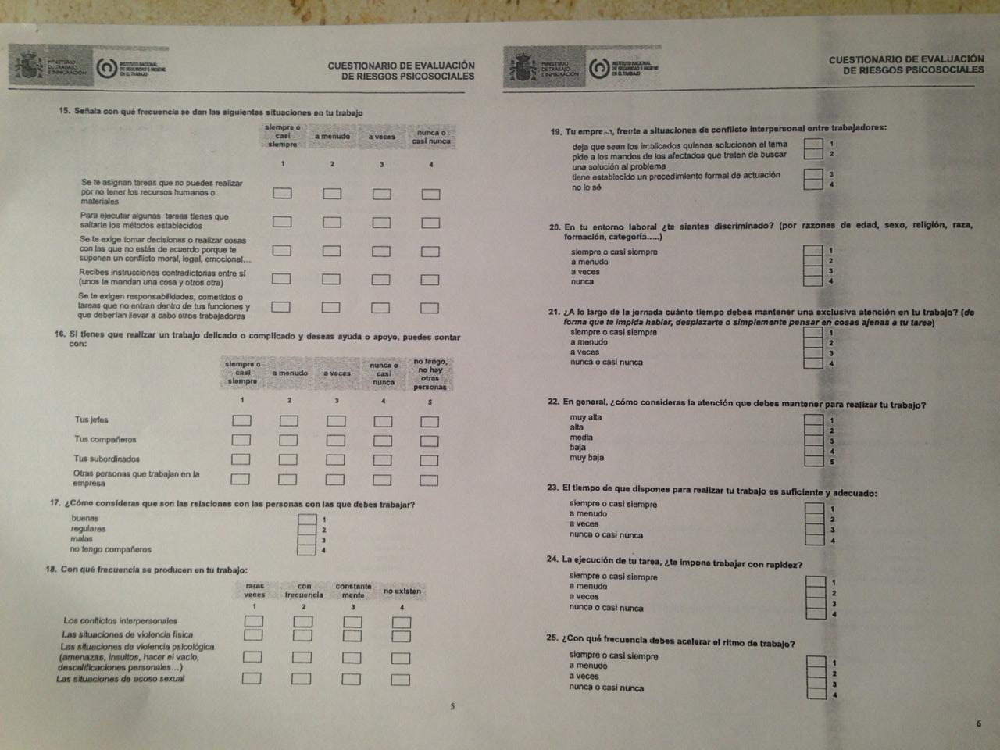 MINISTERIO
DE TRABAJO
E INMIGRACIÓN
INSTITUTO NACIONAL
DE SEGURIDAD E HIGIENE
EN EL TRABAJO
CUESTIONARIO DE EVALUACIÓN
DE RIESGOS PSICOSOCIALES
15. Señala con qué frecuencia se dan las siguientes situaciones en tu trabajo
siempre o casi siempre a menudo a veces nunca o casi nunca
1 2 3 4
Se te asignan tareas que no puedes realizar
por no tener los recursos humanos o
materiales
Para ejecutar algunas tareas tienes que
saltarte los métodos establecidos
Se te exige tomar decisiones o realizar cosas
con las que no estás de acuerdo porque te
suponen un conflicto moral, legal, emocional...
Recibes instrucciones contradictorias entre sí
(unos te mandan una cosa y otros otra)
Se te exigen responsabilidades, cometidos o
tareas que no entran dentro de tus funciones y
que deberían llevar a cabo otros trabajadores
16. Si tienes que realizar un trabajo delicado o complicado y deseas ayuda o apoyo, puedes contar
con:
siempre o casi siempre a menudo a veces nunca o casi nunca no tengo, no hay otras personas
1 2 3 4 5
Tus jefes
Tus compañeros
Tus subordinados
Otras personas que trabajan en la
empresa
17. ¿Cómo consideras que son las relaciones con las personas con las que debes trabajar?
buenas 1
regulares 2
malas 3
no tengo compañeros 4
18. Con qué frecuencia se producen en tu trabajo:
raras veces con frecuencia constante mente no existen
1 2 3 4
Los conflictos interpersonales
Las situaciones de violencia física
Las situaciones de violencia psicológica
(amenazas, insultos, hacer el vacío,
descalificaciones personales...)
Las situaciones de acoso sexual
5
MINISTERIO
DE TRABAJO
E INMIGRACIÓN
INSTITUTO NACIONAL
DE SEGURIDAD E HIGIENE
EN EL TRABAJO
CUESTIONARIO DE EVALUACIÓN
DE RIESGOS PSICOSOCIALES
19. Tu empresa, frente a situaciones de conflicto interpersonal entre trabajadores:
deja que sean los implicados quienes solucionen el tema 1
pide a los mandos de los afectados que traten de buscar 2
una solución al problema
tiene establecido un procedimiento formal de actuación 3
no lo sé 4
20. En tu entorno laboral ¿te sientes discriminado? (por razones de edad, sexo, religión, raza,
formación, categoría.....)
siempre o casi siempre 1
a menudo 2
a veces 3
nunca 4
21. ¿A lo largo de la jornada cuánto tiempo debes mantener una exclusiva atención en tu trabajo? (de
forma que te impida hablar, desplazarte o simplemente pensar en cosas ajenas a tu tarea)
siempre o casi siempre 1
a menudo 2
a veces 3
nunca o casi nunca 4
22. En general, ¿cómo consideras la atención que debes mantener para realizar tu trabajo?
muy alta 1
alta 2
media 3
baja 4
muy baja 5
23. El tiempo de que dispones para realizar tu trabajo es suficiente y adecuado:
siempre o casi siempre 1
a menudo 2
a veces 3
nunca o casi nunca 4
24. La ejecución de tu tarea, ¿te impone trabajar con rapidez?
siempre o casi siempre 1
a menudo 2
a veces 3
nunca o casi nunca 4
25. ¿Con qué frecuencia debes acelerar el ritmo de trabajo?
siempre o casi siempre 1
a menudo 2
a veces 3
nunca o casi nunca 4
6